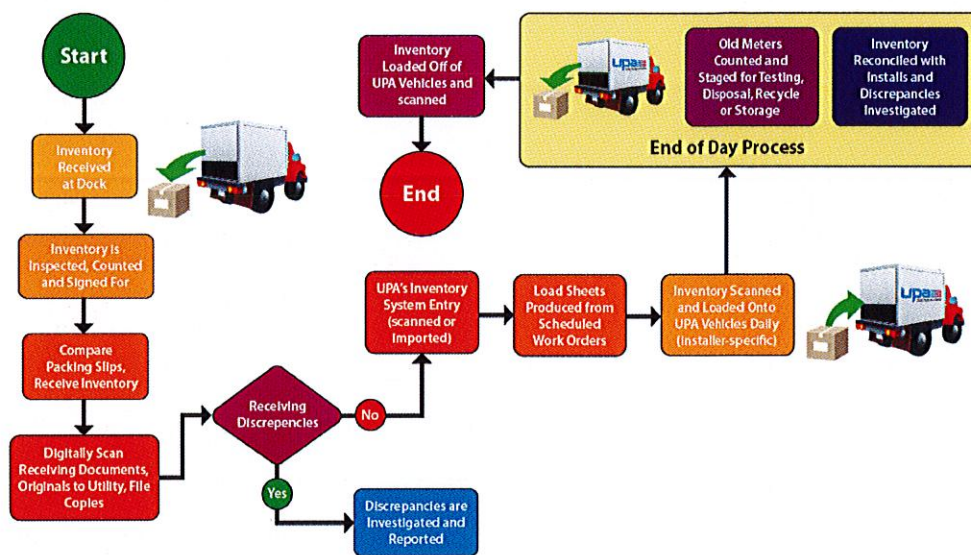 Start
Inventory
Received
at Dock
Inventory is
Inspected, Counted
and Signed For
Compare
Packing Slips,
Receive Inventory
Digitally Scan
Receiving Documents,
Originals to Utility, File
Copies
Receiving
Discrepencies
No
Yes
Discrepancies are
Investigated and
Reported
UPA's Inventory
System Entry
(scanned or
Imported)
Load Sheets
Produced from
Scheduled
Work Orders
Inventory Scanned
and Loaded Onto
UPA Vehicles Daily
(Installer-specific)
upa
upa
Old Meters
Counted and
Staged for Testing,
Disposal, Recycle
or Storage
Inventory
Reconciled with
Installs and
Discrepancies
Investigated
End of Day Process
Inventory
Loaded Off of
UPA Vehicles and
scanned
End